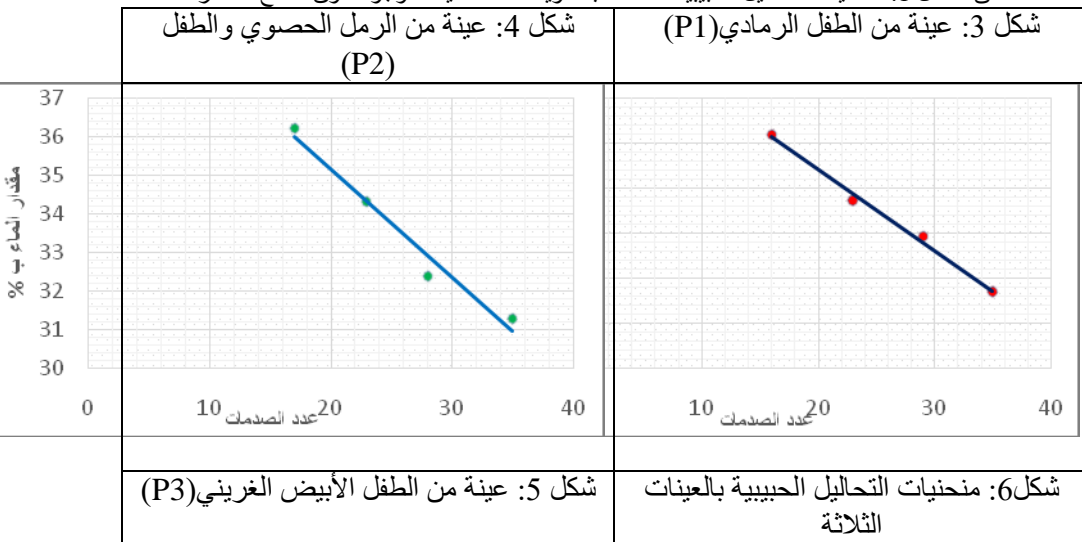 شكل 3: عينة من الطفل الرمادي(P1)
شكل 4: عينة من الرمل الحصوي والطفل
(P2)
37
36
35
34
33
32
31
30
مقدار الماء ب %
0 10 20 30 40
عدد الصدمات
10 20 30 40
عدد الصدمات
شكل6: منحنيات التحاليل الحبيبية بالعينات
الثلاثة
شكل 5: عينة من الطفل الأبيض الغريني(P3)